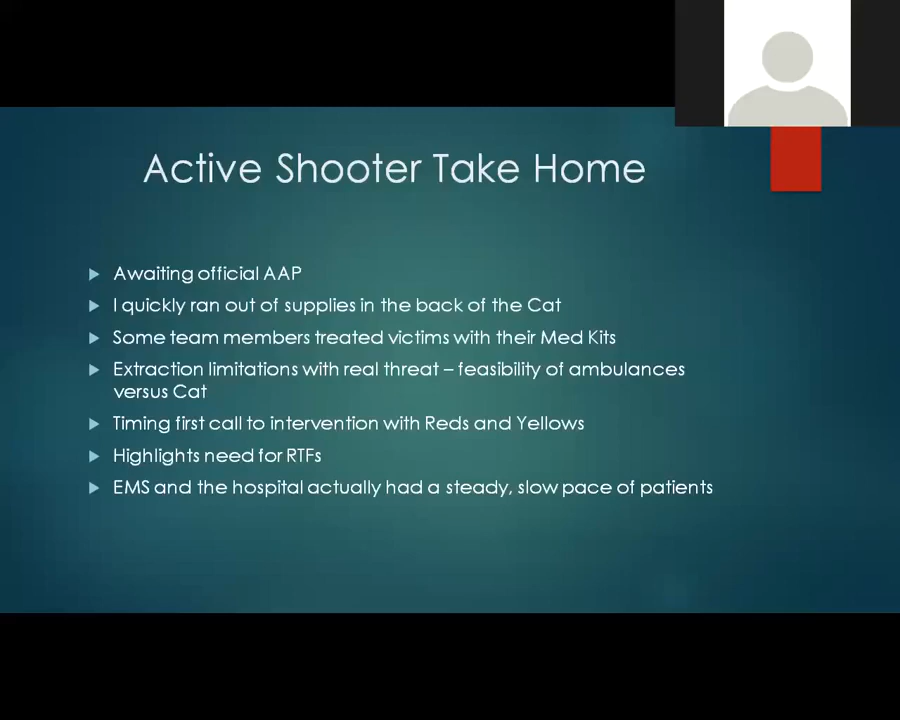 Active Shooter Take Home
Awaiting official AAP
I quickly ran out of supplies in the back of the Cat
Some team members treated victims with their Med Kits
Extraction limitations with real threat – feasibility of ambulances
versus Cat
Timing first call to intervention with Reds and Yellows
Highlights need for RTFs
EMS and the hospital actually had a steady, slow pace of patients